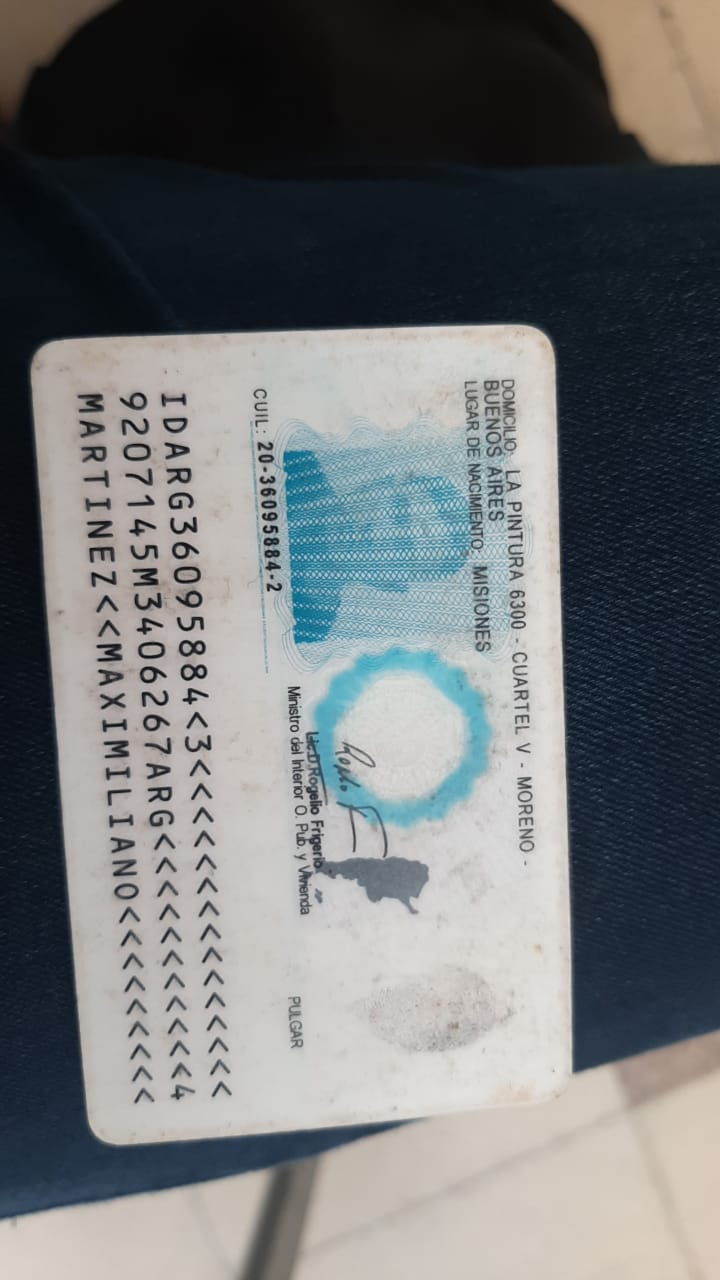 DOMICILIO: LA PINTURA 6300 - CUARTEL V - MORENO -
BUENOS AIRES
LUGAR DE NACIMIENTO: MISIONES
CUIL: 20-36095884-2
Lic.D.Rogelio Frigerio
Ministro del Interior O. Pub. y Vivienda
PULGAR
IDARG36095884<3<<<<<<<<<<<<<<<
9207145M3406267ARG<<<<<<<<<<<4
MARTINEZ<<MAXIMILIANO<<<<<<<<<